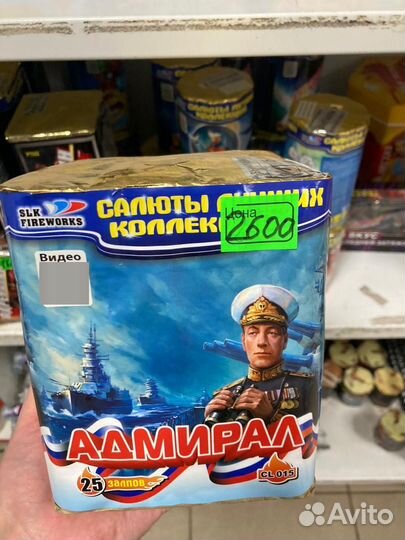 SLK
FIREWORKS
САЛЮТЫ
КОЛЛЕК
Цена
2600
Видео
АДМИРАЛ
25 ЗАЛПОВ
CL 015
Avito